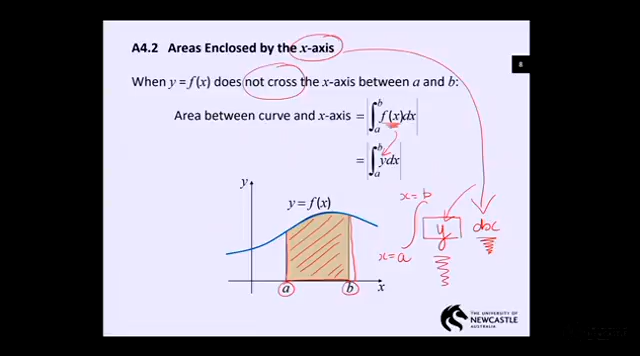 A4.2 Areas Enclosed by the x-axis
8
When y = f(x) does not cross the x-axis between a and b:
Area between curve and x-axis = |∫_a^b f(x)dx|
= |∫_a^b ydx|
y
y = f(x)
x=b
∫ y dx
x=a
a b x
THE UNIVERSITY OF
NEWCASTLE
AUSTRALIA